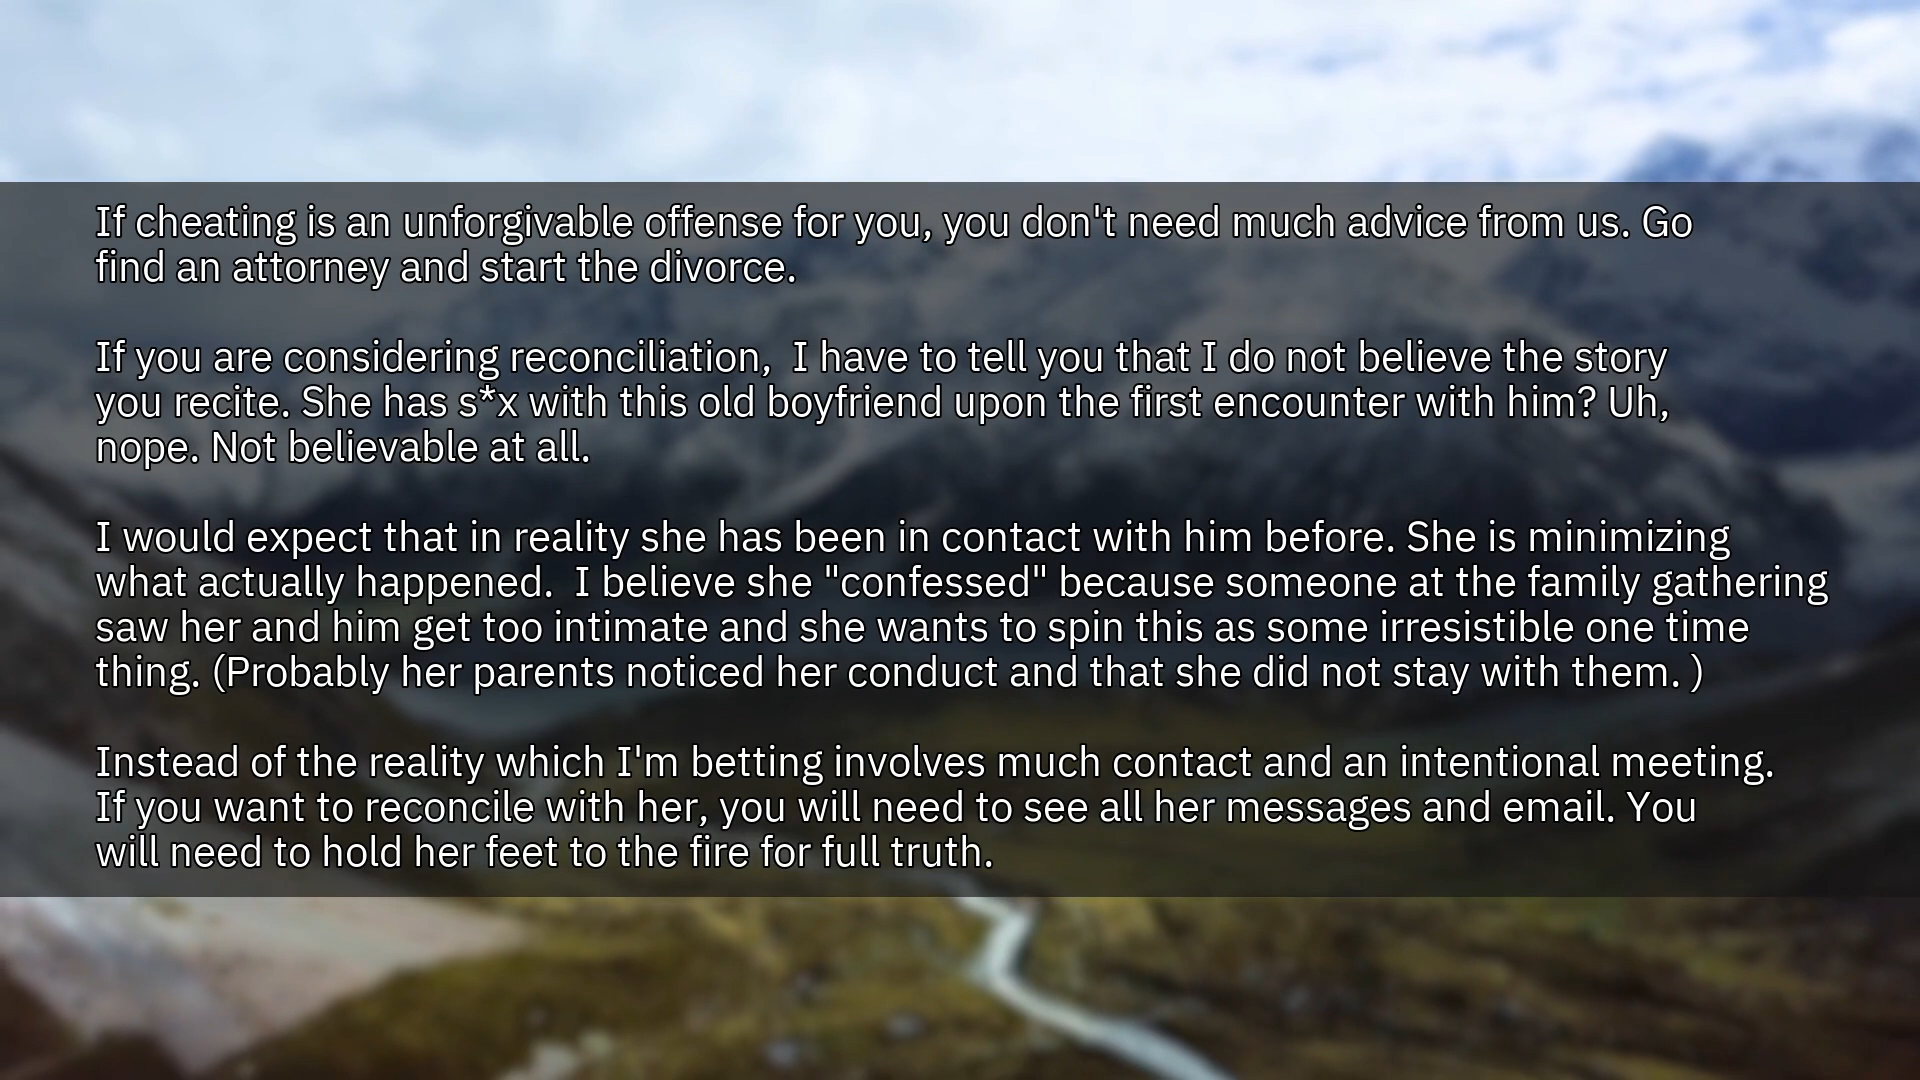 If cheating is an unforgivable offense for you, you don't need much advice from us. Go
find an attorney and start the divorce.
If you are considering reconciliation,  I have to tell you that I do not believe the story
you recite. She has s*x with this old boyfriend upon the first encounter with him? Uh,
nope. Not believable at all.
I would expect that in reality she has been in contact with him before. She is minimizing
what actually happened.  I believe she "confessed" because someone at the family gathering
saw her and him get too intimate and she wants to spin this as some irresistible one time
thing. (Probably her parents noticed her conduct and that she did not stay with them. )
Instead of the reality which I'm betting involves much contact and an intentional meeting.
If you want to reconcile with her, you will need to see all her messages and email. You
will need to hold her feet to the fire for full truth.